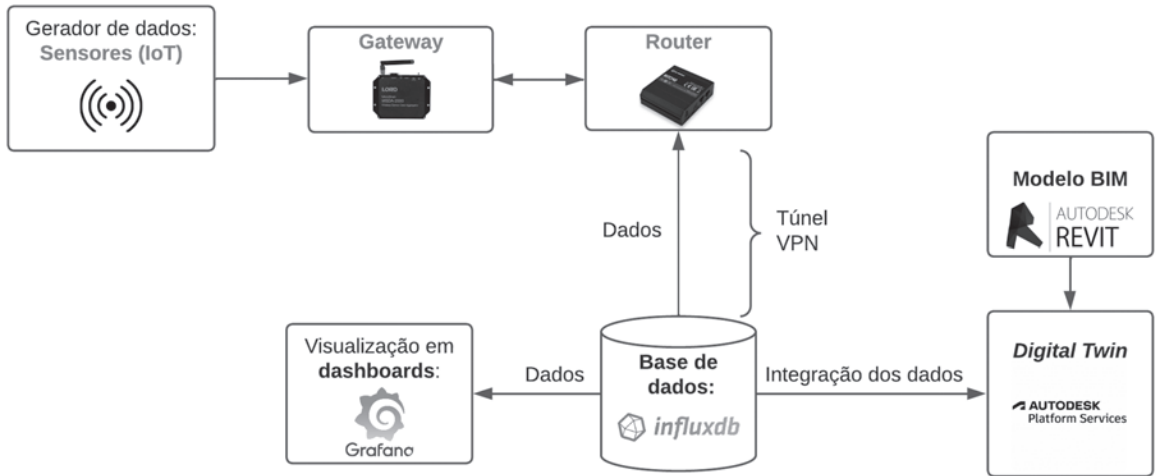 Gerador de dados:
Sensores (IoT)
Gateway
LORIX
Router
Modelo BIM
AUTODESK
REVIT
Dados
Túnel
VPN
Visualização em
dashboards:
Grafana
Dados
Base de
dados:
influxdb
Integração dos dados
Digital Twin
AUTODESK
Platform Services